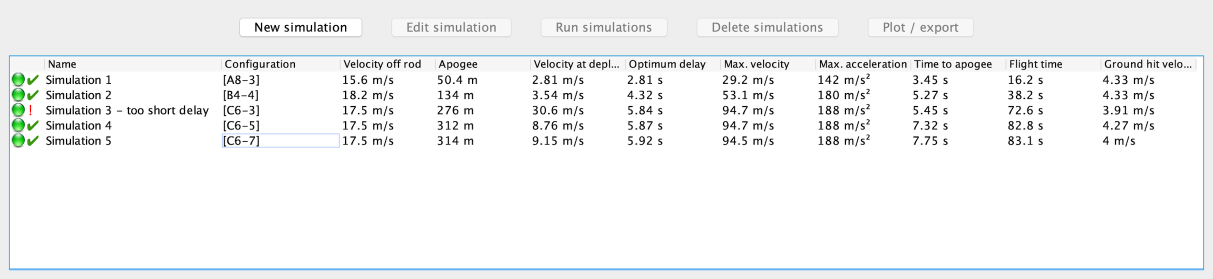 New simulation Edit simulation Run simulations Delete simulations Plot / export
Name Configuration Velocity off rod Apogee Velocity at depl... Optimum delay Max. velocity Max. acceleration Time to apogee Flight time Ground hit velo...
Simulation 1 [A8-3] 15.6 m/s 50.4 m 2.81 m/s 2.81 s 29.2 m/s 142 m/s² 3.45 s 16.2 s 4.33 m/s
Simulation 2 [B4-4] 18.2 m/s 134 m 3.54 m/s 4.32 s 53.1 m/s 180 m/s² 5.27 s 38.2 s 4.33 m/s
Simulation 3 – too short delay [C6-3] 17.5 m/s 276 m 30.6 m/s 5.84 s 94.7 m/s 188 m/s² 5.45 s 72.6 s 3.91 m/s
Simulation 4 [C6-5] 17.5 m/s 312 m 8.76 m/s 5.87 s 94.7 m/s 188 m/s² 7.32 s 82.8 s 4.27 m/s
Simulation 5 [C6-7] 17.5 m/s 314 m 9.15 m/s 5.92 s 94.5 m/s 188 m/s² 7.75 s 83.1 s 4 m/s